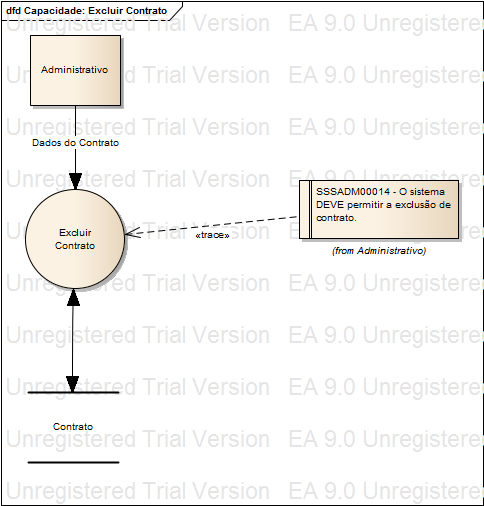 dfd Capacidade: Excluir Contrato
Unregistered Trial Version EA 9.0 Unregistered
Administrativo
Unregistered Trial Version EA 9.0 Unregistered
Unregistered Trial Version EA 9.0 Unregistered
Dados do Contrato
Unregistered Trial Version EA 9.0 Unregistered
SSSADM00014 - O sistema
DEVE permitir a exclusão de
contrato.
Excluir
Contrato
«trace»
Unregistered Trial Version EA 9.0 Unregistered
(from Administrativo)
Unregistered Trial Version EA 9.0 Unregistered
Unregistered Trial Version EA 9.0 Unregistered
Unregistered Trial Version EA 9.0 Unregistered
Contrato
Unregistered Trial Version EA 9.0 Unregistered
Unregistered Trial Version EA 9.0 Unregistered